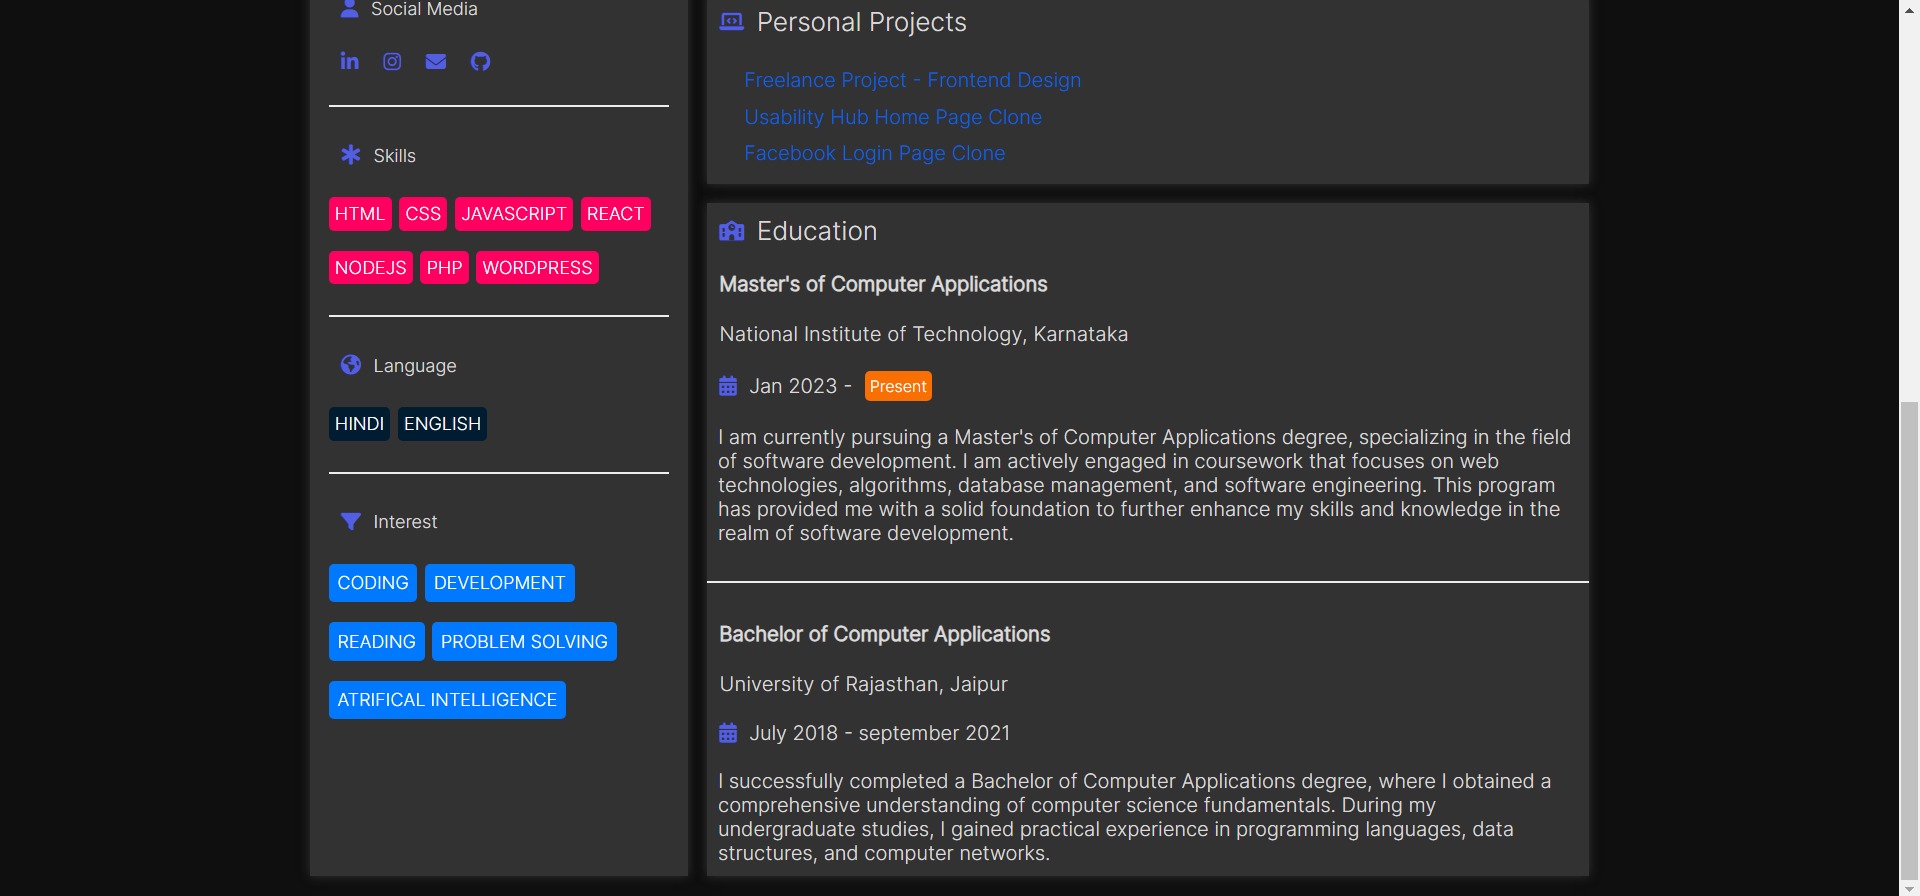 Social Media
Skills
HTML CSS JAVASCRIPT REACT
NODEJS PHP WORDPRESS
Language
HINDI ENGLISH
Interest
CODING DEVELOPMENT
READING PROBLEM SOLVING
ATRIFICAL INTELLIGENCE
Personal Projects
Freelance Project - Frontend Design
Usability Hub Home Page Clone
Facebook Login Page Clone
Education
Master's of Computer Applications
National Institute of Technology, Karnataka
Jan 2023 - Present
I am currently pursuing a Master's of Computer Applications degree, specializing in the field
of software development. I am actively engaged in coursework that focuses on web
technologies, algorithms, database management, and software engineering. This program
has provided me with a solid foundation to further enhance my skills and knowledge in the
realm of software development.
Bachelor of Computer Applications
University of Rajasthan, Jaipur
July 2018 - september 2021
I successfully completed a Bachelor of Computer Applications degree, where I obtained a
comprehensive understanding of computer science fundamentals. During my
undergraduate studies, I gained practical experience in programming languages, data
structures, and computer networks.